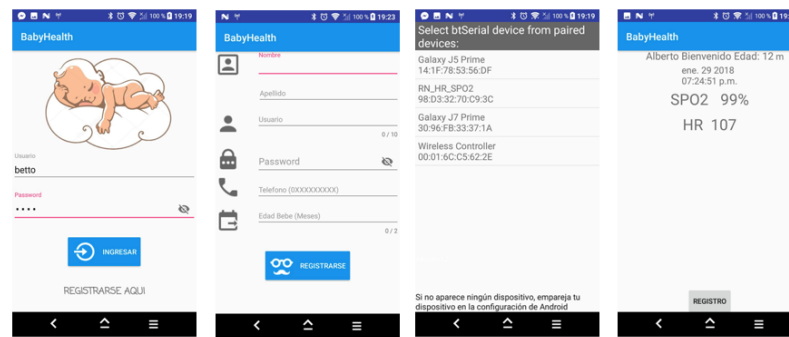 100 % 19:19
BabyHealth
Usuario
betto
Password
••••
INGRESAR
REGISTRARSE AQUI
100 % 19:23
BabyHealth
Nombre
Apellido
Usuario
0 / 10
Password
Telefono (0XXXXXXXXX)
Edad Bebe (Meses)
0 / 2
REGISTRARSE
100 % 19:19
Select btSerial device from paired
devices:
Galaxy J5 Prime
14:1F:78:53:56:DF
RN_HR_SPO2
98:D3:32:70:C9:3C
Galaxy J7 Prime
30:96:FB:33:37:1A
Wireless Controller
00:01:6C:C5:62:2E
Si no aparece ningún dispositivo, empareja tu
dispositivo en la configuración de Android
100 %
BabyHealth
Alberto Bienvenido Edad: 12 m
ene. 29 2018
07:24:51 p.m.
SPO2 99%
HR 107
REGISTRO